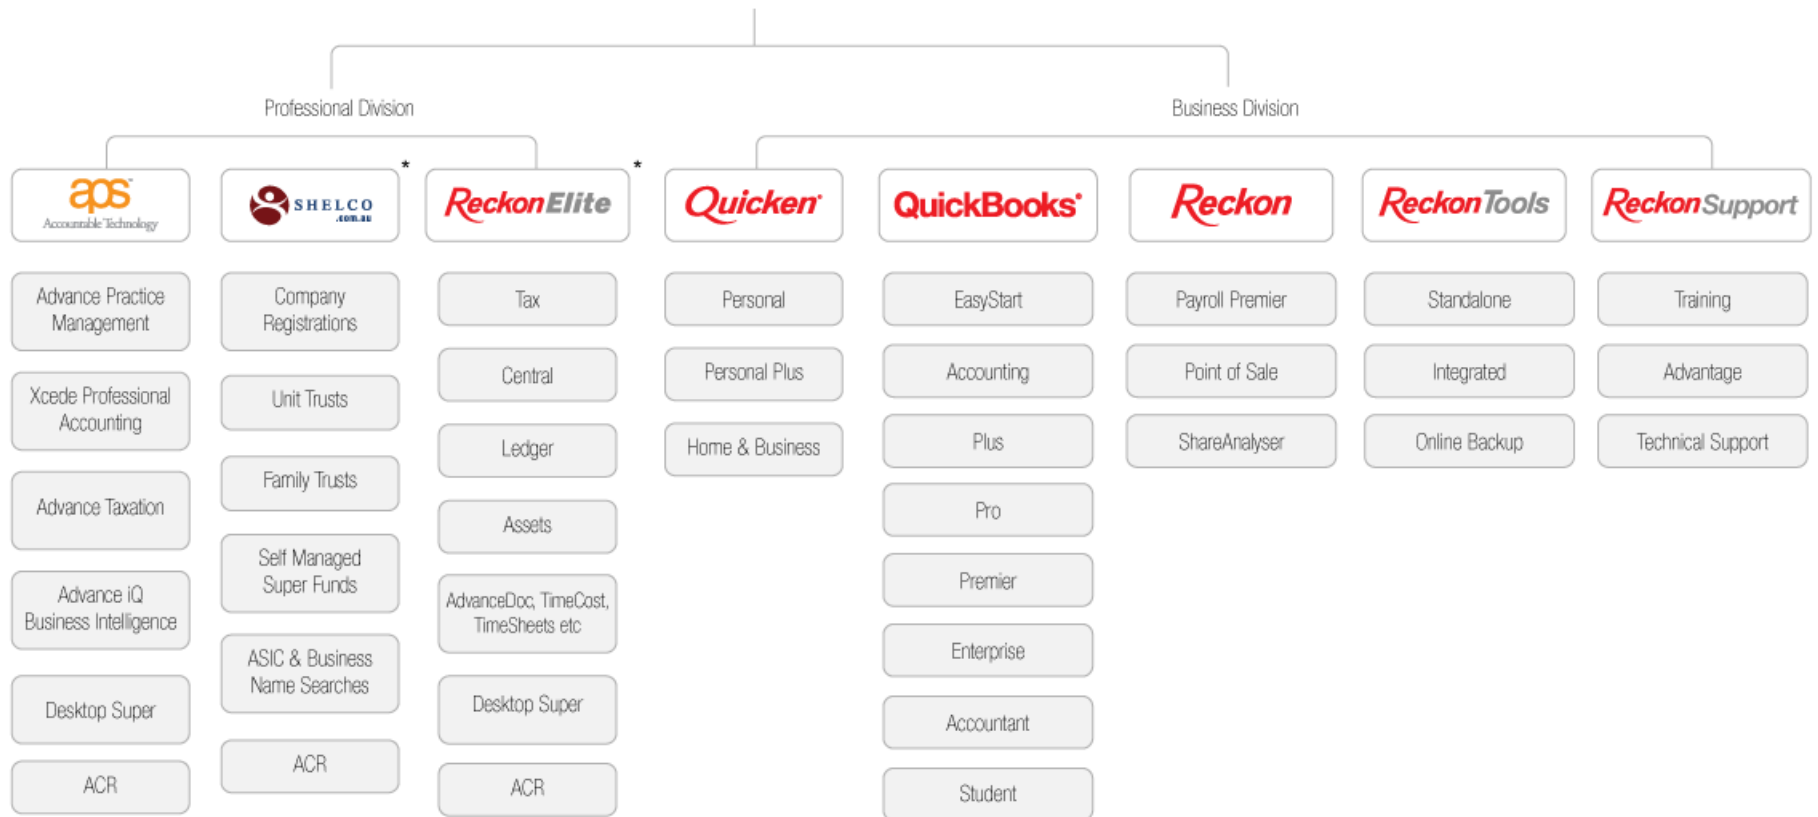 Professional Division
Business Division
aps™
Accountable Technology
SHELCO
.com.au
*
ReckonElite
*
Quicken®
QuickBooks®
Reckon
ReckonTools
ReckonSupport
Advance Practice
Management
Xcede Professional
Accounting
Advance Taxation
Advance iQ
Business Intelligence
Desktop Super
ACR
Company
Registrations
Unit Trusts
Family Trusts
Self Managed
Super Funds
ASIC & Business
Name Searches
ACR
Tax
Central
Ledger
Assets
AdvanceDoc, TimeCost,
TimeSheets etc
Desktop Super
ACR
Personal
Personal Plus
Home & Business
EasyStart
Accounting
Plus
Pro
Premier
Enterprise
Accountant
Student
Payroll Premier
Point of Sale
ShareAnalyser
Standalone
Integrated
Online Backup
Training
Advantage
Technical Support